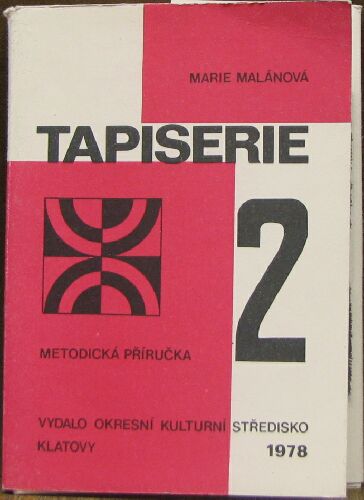 MARIE MALÁNOVÁ
TAPISERIE
2
METODICKÁ PŘÍRUČKA
VYDALO OKRESNÍ KULTURNÍ STŘEDISKO
KLATOVY 1978